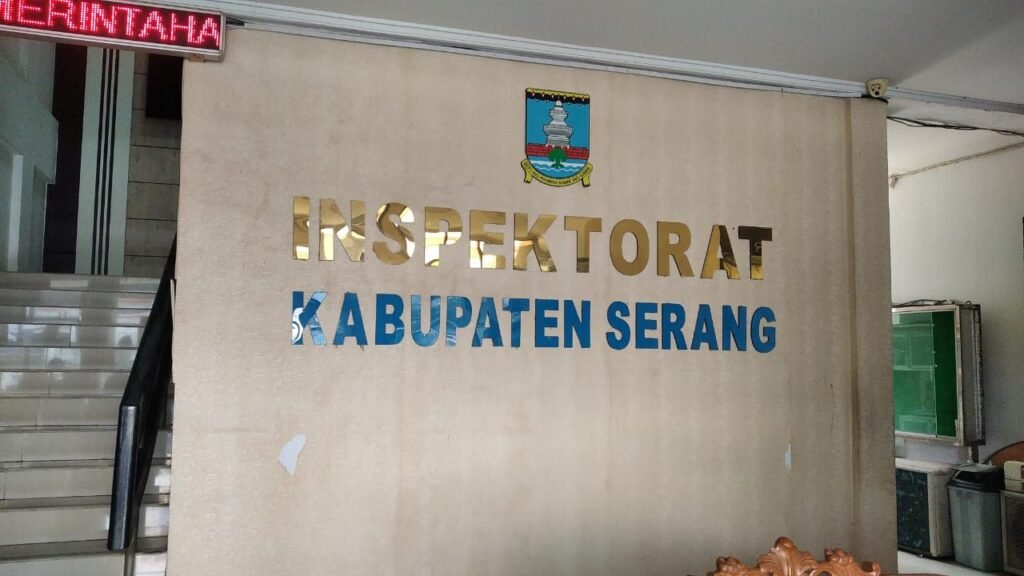 MERINTAHA
INSPEKTORAT
KABUPATEN SERANG